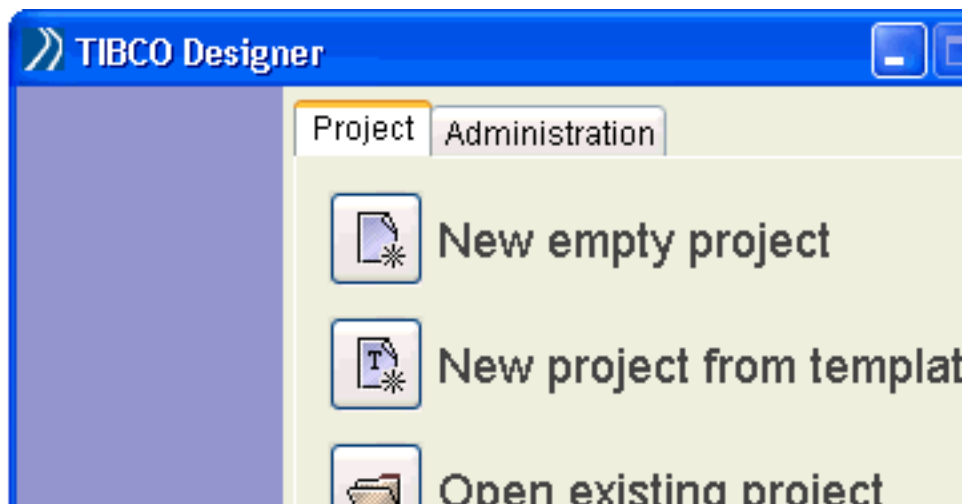 TIBCO Designer
Project Administration
New empty project
T
New project from templat
Open existing project